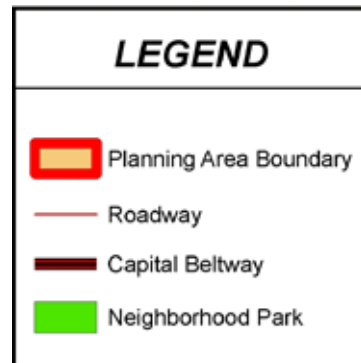 LEGEND
Planning Area Boundary
Roadway
Capital Beltway
Neighborhood Park